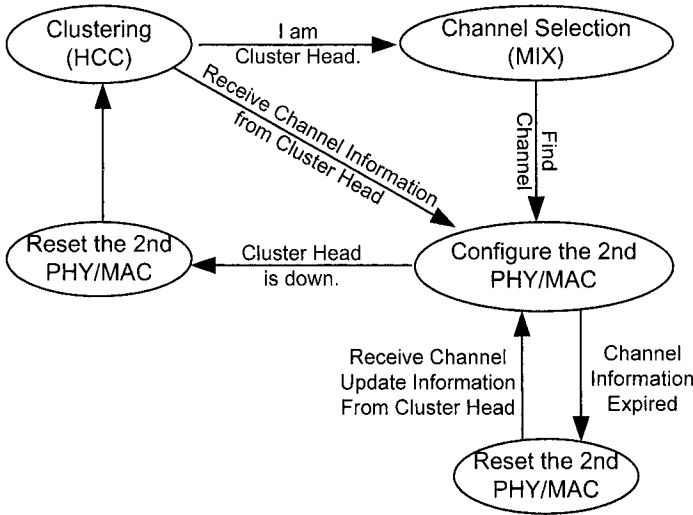 Clustering
(HCC)
I am
Cluster Head.
Channel Selection
(MIX)
Receive Channel Information
from Cluster Head
Find
Channel
Reset the 2nd
PHY/MAC
Cluster Head
is down.
Configure the 2nd
PHY/MAC
Receive Channel
Update Information
From Cluster Head
Channel
Information
Expired
Reset the 2nd
PHY/MAC